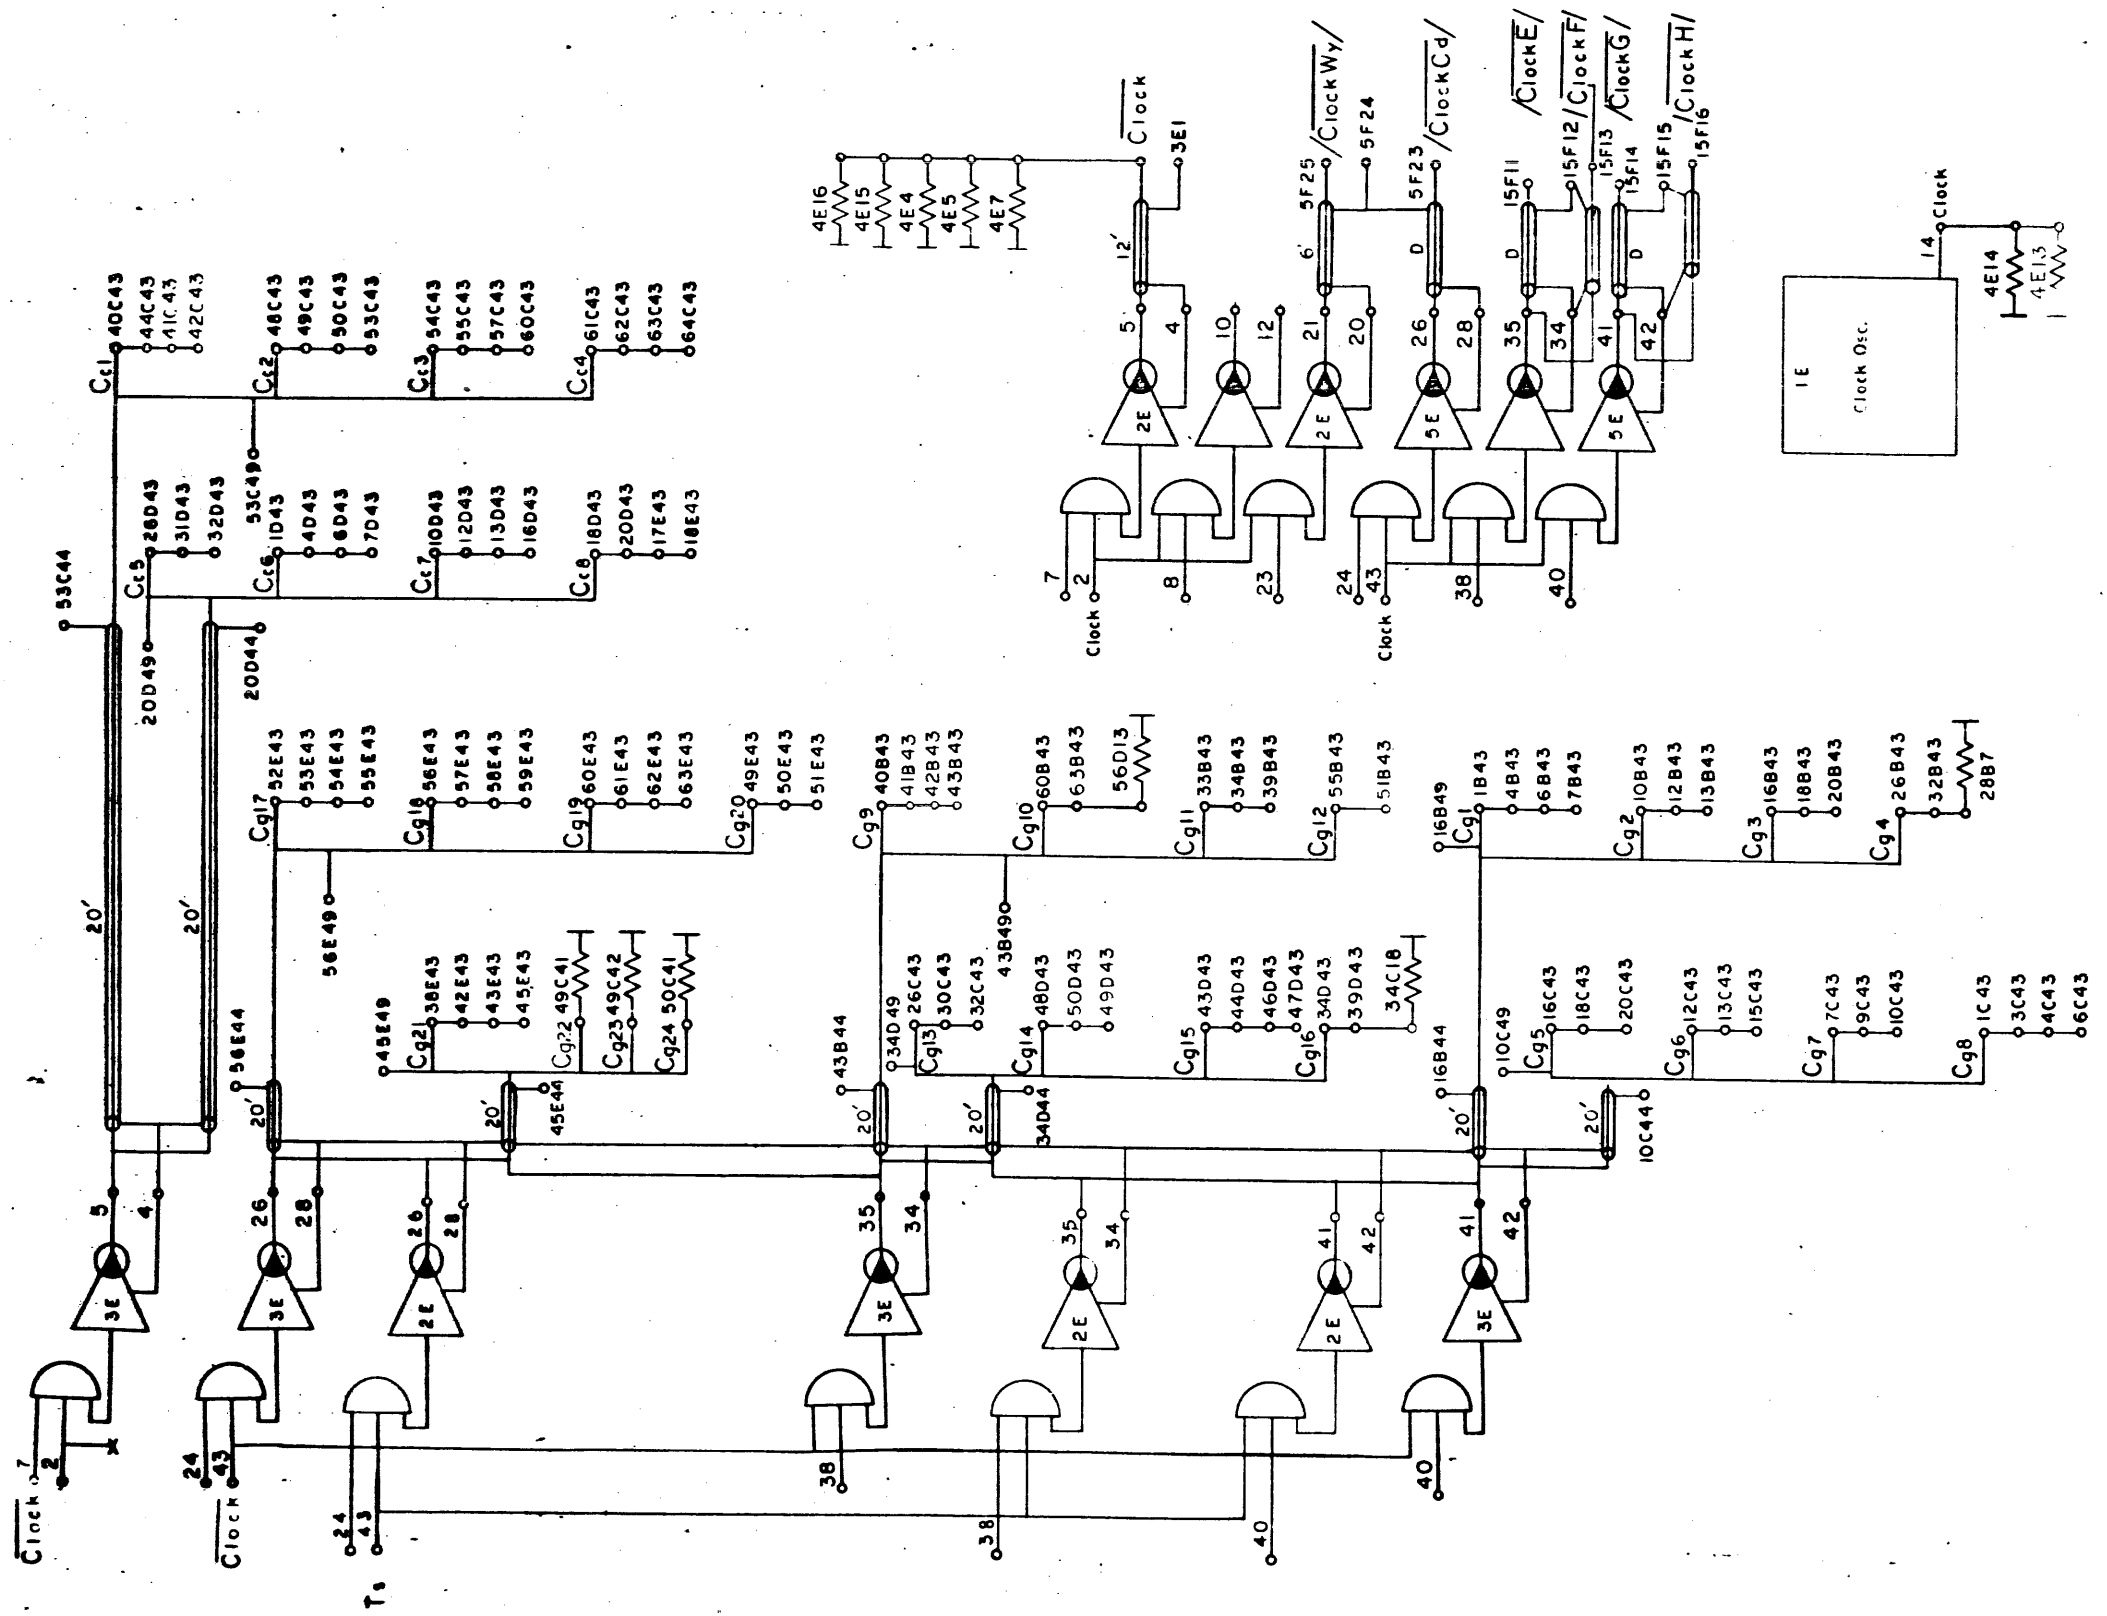 Clock
7
2
3E
5
4
20'
20'
53C44
20D49
20D44
Cc1
40C43
44C43
41C43
42C43
Cc2
48C43
49C43
50C43
53C43
Cc3
54C43
55C43
57C43
60C43
Cc4
61C43
62C43
63C43
64C43
53C49
Cc5
26D43
31D43
32D43
Cc6
1D43
4D43
6D43
7D43
Cc7
10D43
12D43
13D43
16D43
Cc8
18D43
20D43
17E43
18E43
Clock
24
43
3E
26
28
Ts
24
43
2E
26
28
56E44
20'
20'
45E44
56E49
Cg17
52E43
53E43
54E43
55E43
Cg18
56E43
57E43
58E43
59E43
Cg19
60E43
61E43
62E43
63E43
Cg20
49E43
50E43
51E43
45E49
Cg21
38E43
42E43
43E43
45E43
Cg22
49C41
Cg23
49C42
Cg24
50C41
38
3E
35
34
38
2E
35
34
43B44
20'
20'
34D44
43B49
Cg9
40B43
41B43
42B43
43B43
Cg10
60B43
63B43
56D13
Cg11
33B43
34B43
39B43
Cg12
55B43
51B43
34D49
Cg13
26C43
30C43
32C43
Cg14
48D43
50D43
49D43
Cg15
43D43
44D43
46D43
47D43
Cg16
34D43
39D43
34C18
40
2E
41
42
40
3E
41
42
16B44
20'
20'
10C44
16B49
Cg1
1B43
4B43
6B43
7B43
Cg2
10B43
12B43
13B43
Cg3
16B43
18B43
20B43
Cg4
26B43
32B43
28B7
10C49
Cg5
16C43
18C43
20C43
Cg6
12C43
13C43
15C43
Cg7
7C43
9C43
10C43
Cg8
1C43
3C43
4C43
6C43
4E16
4E15
4E4
4E5
4E7
7
2
Clock
8
23
2E
5
4
12'
Clock
3E1
10
12
2E
21
20
6'
5F25
/ClockWy/
5F24
24
43
Clock
38
40
5E
26
28
D
5F23
/ClockCd/
35
34
D
15F11
/ClockE/
15F12
/ClockF/
15F13
5E
41
42
D
15F14
/ClockG/
15F15
/ClockH/
15F16
1E
Clock Osc.
14
Clock
4E14
4E13